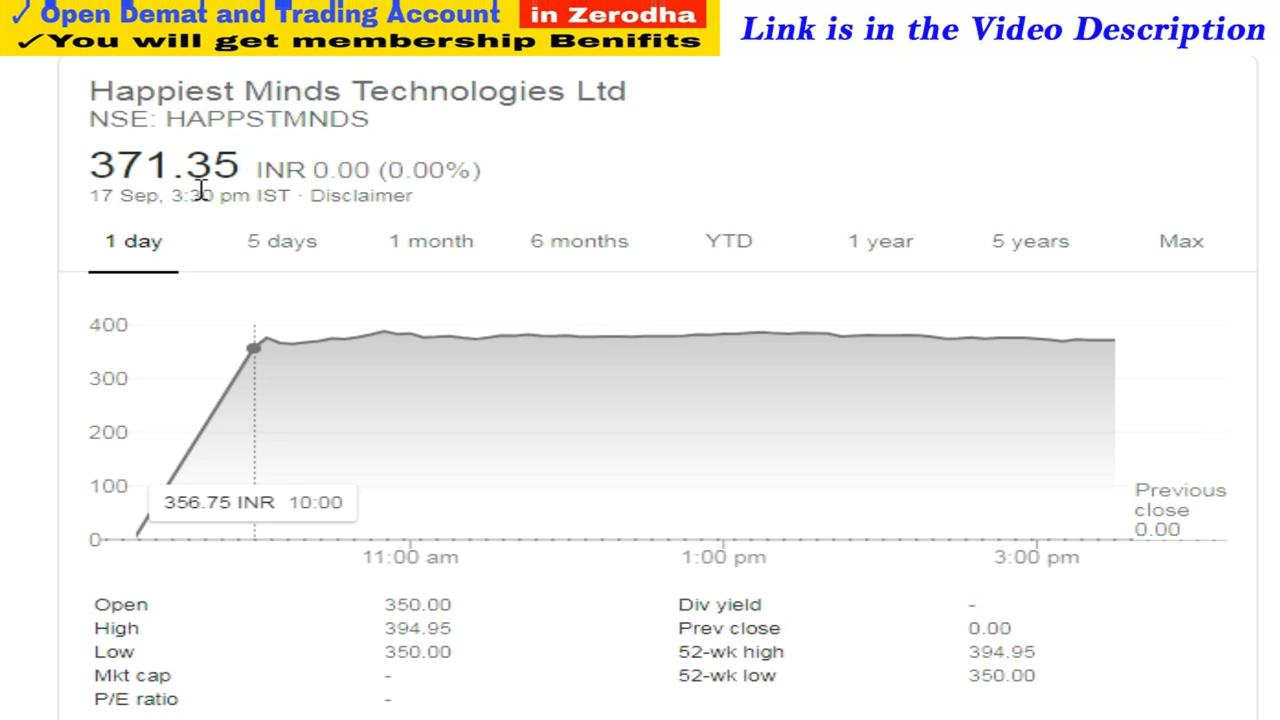 ✓ Open Demat and Trading Account in Zerodha
✓You will get membership Benifits
Link is in the Video Description
Happiest Minds Technologies Ltd
NSE: HAPPSTMNDS
371.35 INR 0.00 (0.00%)
17 Sep, 3:30 pm IST · Disclaimer
1 day 5 days 1 month 6 months YTD 1 year 5 years Max
400
300
200
100
0
356.75 INR 10:00
Previous
close
0.00
11:00 am 1:00 pm 3:00 pm
Open 350.00 Div yield -
High 394.95 Prev close 0.00
Low 350.00 52-wk high 394.95
Mkt cap - 52-wk low 350.00
P/E ratio -